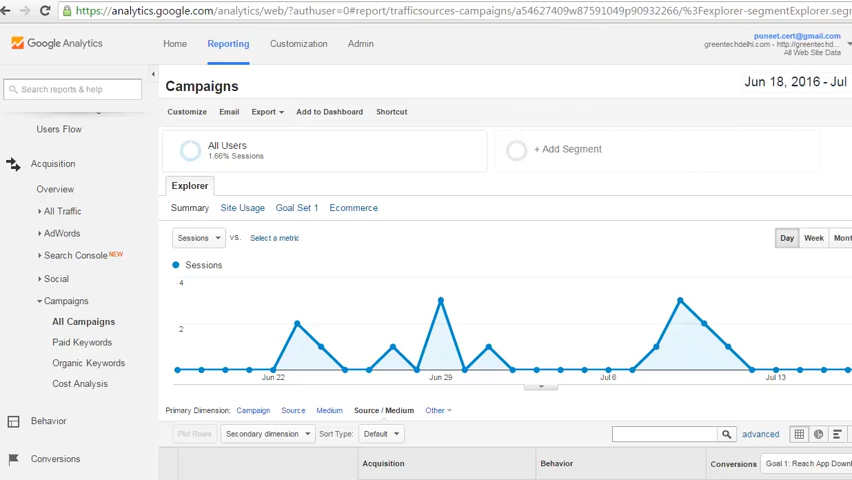 https://analytics.google.com/analytics/web/?authuser=0#report/trafficsources-campaigns/a54627409w87591049p90932266/%3Fexplorer-segmentExplorer.segm
Google Analytics
Home Reporting Customization Admin
puneet.cert@gmail.com
greentechdelhi.com - http://greentechd...
All Web Site Data
Search reports & help
Users Flow
Acquisition
Overview
All Traffic
AdWords
Search Console NEW
Social
Campaigns
All Campaigns
Paid Keywords
Organic Keywords
Cost Analysis
Behavior
Conversions
Campaigns
Jun 18, 2016 - Jul
Customize Email Export Add to Dashboard Shortcut
All Users
1.66% Sessions
+ Add Segment
Explorer
Summary Site Usage Goal Set 1 Ecommerce
Sessions vs. Select a metric
Day Week Mont
Sessions
4
2
Jun 22 Jun 29 Jul 6 Jul 13
Primary Dimension: Campaign Source Medium Source / Medium Other
Plot Rows Secondary dimension Sort Type: Default advanced
Acquisition Behavior Conversions Goal 1: Reach App Downl